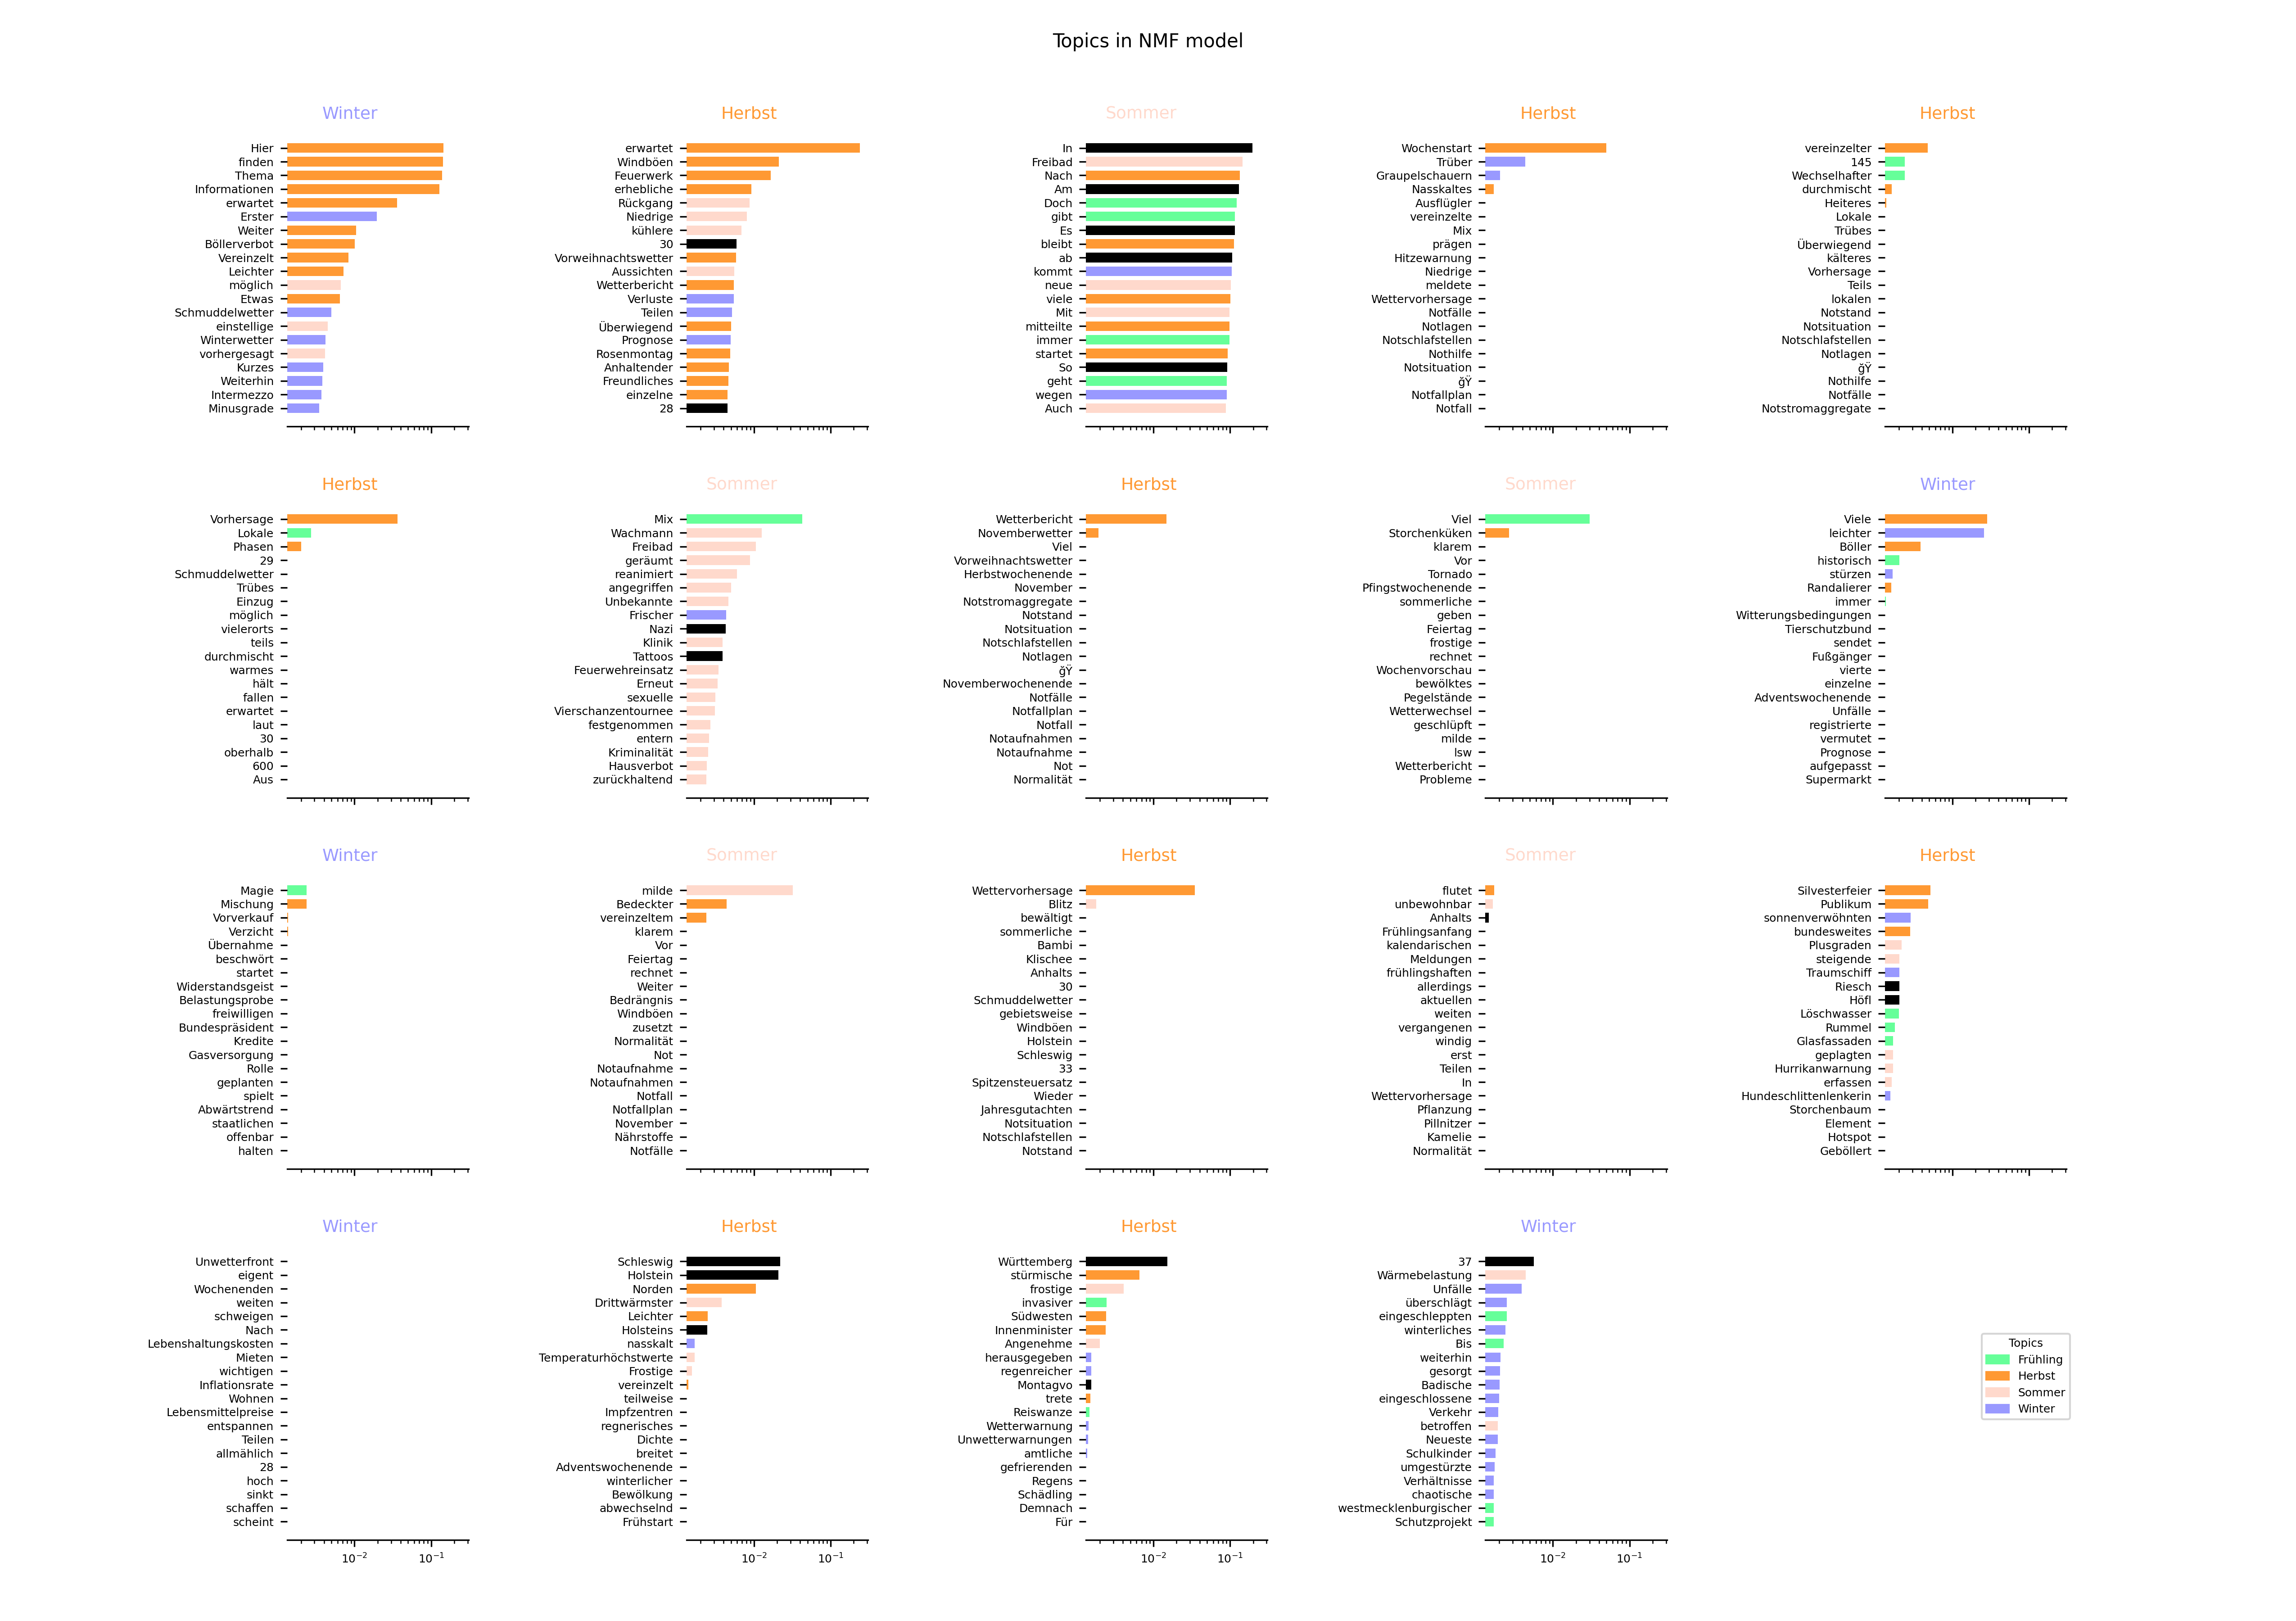 Topics in NMF model
Winter
Hier
finden
Thema
Informationen
erwartet
Erster
Weiter
Böllerverbot
Vereinzelt
Leichter
möglich
Etwas
Schmuddelwetter
einstellige
Winterwetter
vorhergesagt
Kurzes
Weiterhin
Intermezzo
Minusgrade
Herbst
erwartet
Windböen
Feuerwerk
erhebliche
Rückgang
Niedrige
kühlere
30
Vorweihnachtswetter
Aussichten
Wetterbericht
Verluste
Teilen
Überwiegend
Prognose
Rosenmontag
Anhaltender
Freundliches
einzelne
28
Sommer
In
Freibad
Nach
Am
Doch
gibt
Es
bleibt
ab
kommt
neue
viele
Mit
mitteilte
immer
startet
So
geht
wegen
Auch
Herbst
Wochenstart
Trüber
Graupelschauern
Nasskaltes
Ausflügler
vereinzelte
Mix
prägen
Hitzewarnung
Niedrige
meldete
Wettervorhersage
Notfälle
Notlagen
Notschlafstellen
Nothilfe
Notsituation
ğŸ
Notfallplan
Notfall
Herbst
vereinzelter
145
Wechselhafter
durchmischt
Heiteres
Lokale
Trübes
Überwiegend
kälteres
Vorhersage
Teils
lokalen
Notstand
Notsituation
Notschlafstellen
Notlagen
ğŸ
Nothilfe
Notfälle
Notstromaggregate
Herbst
Vorhersage
Lokale
Phasen
29
Schmuddelwetter
Trübes
Einzug
möglich
vielerorts
teils
durchmischt
warmes
hält
fallen
erwartet
laut
30
oberhalb
600
Aus
Sommer
Mix
Wachmann
Freibad
geräumt
reanimiert
angegriffen
Unbekannte
Frischer
Nazi
Klinik
Tattoos
Feuerwehreinsatz
Erneut
sexuelle
Vierschanzentournee
festgenommen
entern
Kriminalität
Hausverbot
zurückhaltend
Herbst
Wetterbericht
Novemberwetter
Viel
Vorweihnachtswetter
Herbstwochenende
November
Notstromaggregate
Notstand
Notsituation
Notschlafstellen
Notlagen
ğŸ
Novemberwochenende
Notfälle
Notfallplan
Notfall
Notaufnahmen
Notaufnahme
Not
Normalität
Sommer
Viel
Storchenküken
klarem
Vor
Tornado
Pfingstwochenende
sommerliche
geben
Feiertag
frostige
rechnet
Wochenvorschau
bewölktes
Pegelstände
Wetterwechsel
geschlüpft
milde
lsw
Wetterbericht
Probleme
Winter
Viele
leichter
Böller
historisch
stürzen
Randalierer
immer
Witterungsbedingungen
Tierschutzbund
sendet
Fußgänger
vierte
einzelne
Adventswochenende
Unfälle
registrierte
vermutet
Prognose
aufgepasst
Supermarkt
Winter
Magie
Mischung
Vorverkauf
Verzicht
Übernahme
beschwört
startet
Widerstandsgeist
Belastungsprobe
freiwilligen
Bundespräsident
Kredite
Gasversorgung
Rolle
geplanten
spielt
Abwärtstrend
staatlichen
offenbar
halten
Sommer
milde
Bedeckter
vereinzeltem
klarem
Vor
Feiertag
rechnet
Weiter
Bedrängnis
Windböen
zusetzt
Normalität
Not
Notaufnahme
Notaufnahmen
Notfall
Notfallplan
November
Nährstoffe
Notfälle
Herbst
Wettervorhersage
Blitz
bewältigt
sommerliche
Bambi
Klischee
Anhalts
30
Schmuddelwetter
gebietsweise
Windböen
Holstein
Schleswig
33
Spitzensteuersatz
Wieder
Jahresgutachten
Notsituation
Notschlafstellen
Notstand
Sommer
flutet
unbewohnbar
Anhalts
Frühlingsanfang
kalendarischen
Meldungen
frühlingshaften
allerdings
aktuellen
weiten
vergangenen
windig
erst
Teilen
In
Wettervorhersage
Pflanzung
Pillnitzer
Kamelie
Normalität
Herbst
Silvesterfeier
Publikum
sonnenverwöhnten
bundesweites
Plusgraden
steigende
Traumschiff
Riesch
Höfl
Löschwasser
Rummel
Glasfassaden
geplagten
Hurrikanwarnung
erfassen
Hundeschlittenlenkerin
Storchenbaum
Element
Hotspot
Geböllert
Winter
Unwetterfront
eigent
Wochenenden
weiten
schweigen
Nach
Lebenshaltungskosten
Mieten
wichtigen
Inflationsrate
Wohnen
Lebensmittelpreise
entspannen
Teilen
allmählich
28
hoch
sinkt
schaffen
scheint
10⁻² 10⁻¹
Herbst
Schleswig
Holstein
Norden
Drittwärmster
Leichter
Holsteins
nasskalt
Temperaturhöchstwerte
Frostige
vereinzelt
teilweise
Impfzentren
regnerisches
Dichte
breitet
Adventswochenende
winterlicher
Bewölkung
abwechselnd
Frühstart
10⁻² 10⁻¹
Herbst
Württemberg
stürmische
frostige
invasiver
Südwesten
Innenminister
Angenehme
herausgegeben
regenreicher
Montagvo
trete
Reiswanze
Wetterwarnung
Unwetterwarnungen
amtliche
gefrierenden
Regens
Schädling
Demnach
Für
10⁻² 10⁻¹
Winter
37
Wärmebelastung
Unfälle
überschlägt
eingeschleppten
winterliches
Bis
weiterhin
gesorgt
Badische
eingeschlossene
Verkehr
betroffen
Neueste
Schulkinder
umgestürzte
Verhältnisse
chaotische
westmecklenburgischer
Schutzprojekt
10⁻² 10⁻¹
Topics
Frühling
Herbst
Sommer
Winter